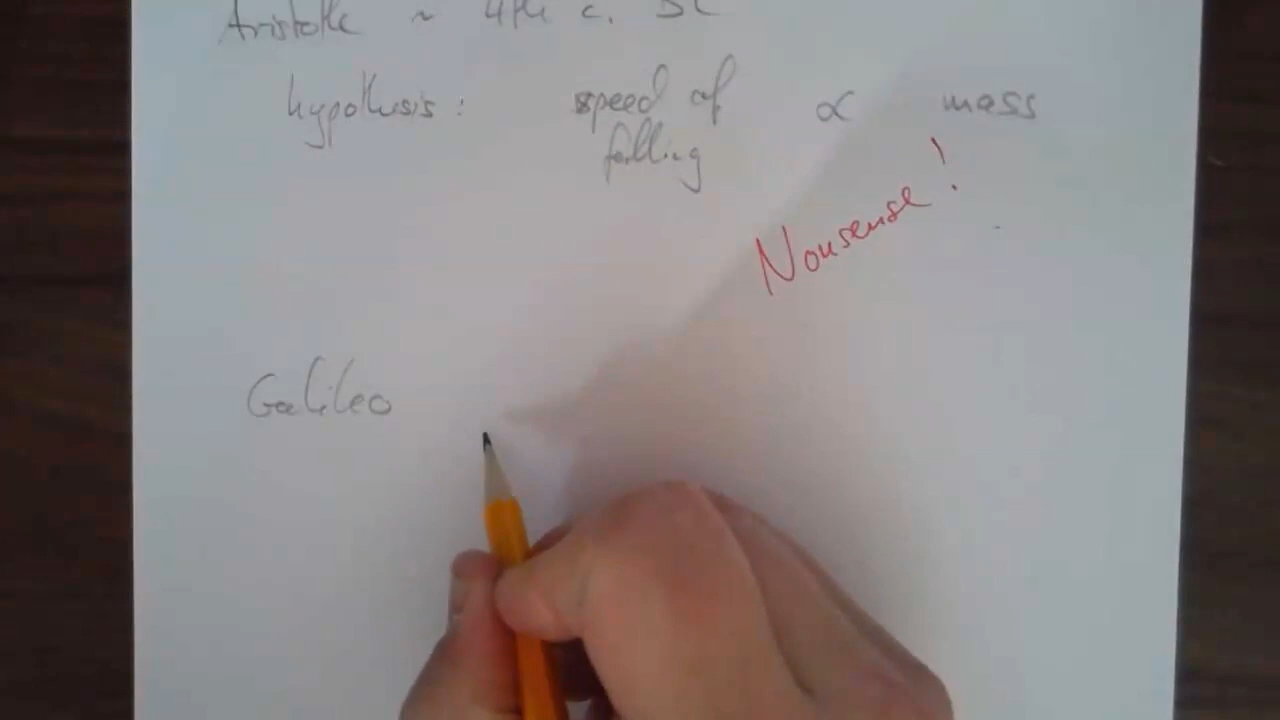 Aristotle ~ 4th c. BC
hypothesis: speed of ∝ mass
falling
Nonsense!
Galileo